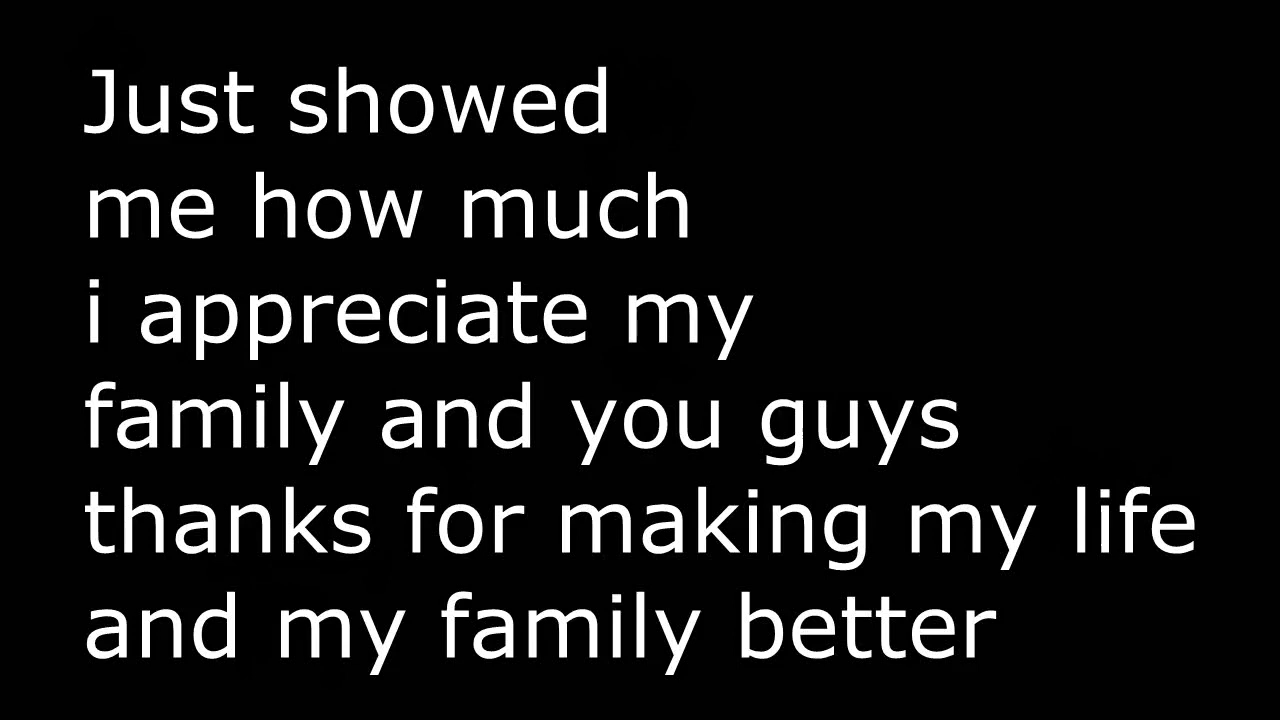 Just showed
me how much
i appreciate my
family and you guys
thanks for making my life
and my family better